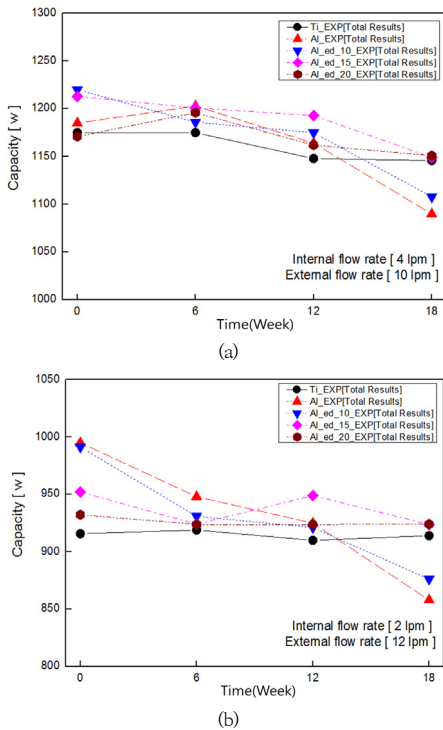 (a)
1300
1250
1200
1150
1100
1050
1000
Capacity [ w ]
Ti_EXP[Total Results]
Al_EXP[Total Results]
Al_ed_10_EXP[Total Results]
Al_ed_15_EXP[Total Results]
Al_ed_20_EXP[Total Results]
Internal flow rate [ 4 lpm ]
External flow rate [ 10 lpm ]
0 6 12 18
Time(Week)
(a)
1050
1000
950
900
850
800
Capacity [ w ]
Ti_EXP[Total Results]
Al_EXP[Total Results]
Al_ed_10_EXP[Total Results]
Al_ed_15_EXP[Total Results]
Al_ed_20_EXP[Total Results]
(b)
Internal flow rate [ 2 lpm ]
External flow rate [ 12 lpm ]
0 6 12 18
Time(Week)
(b)